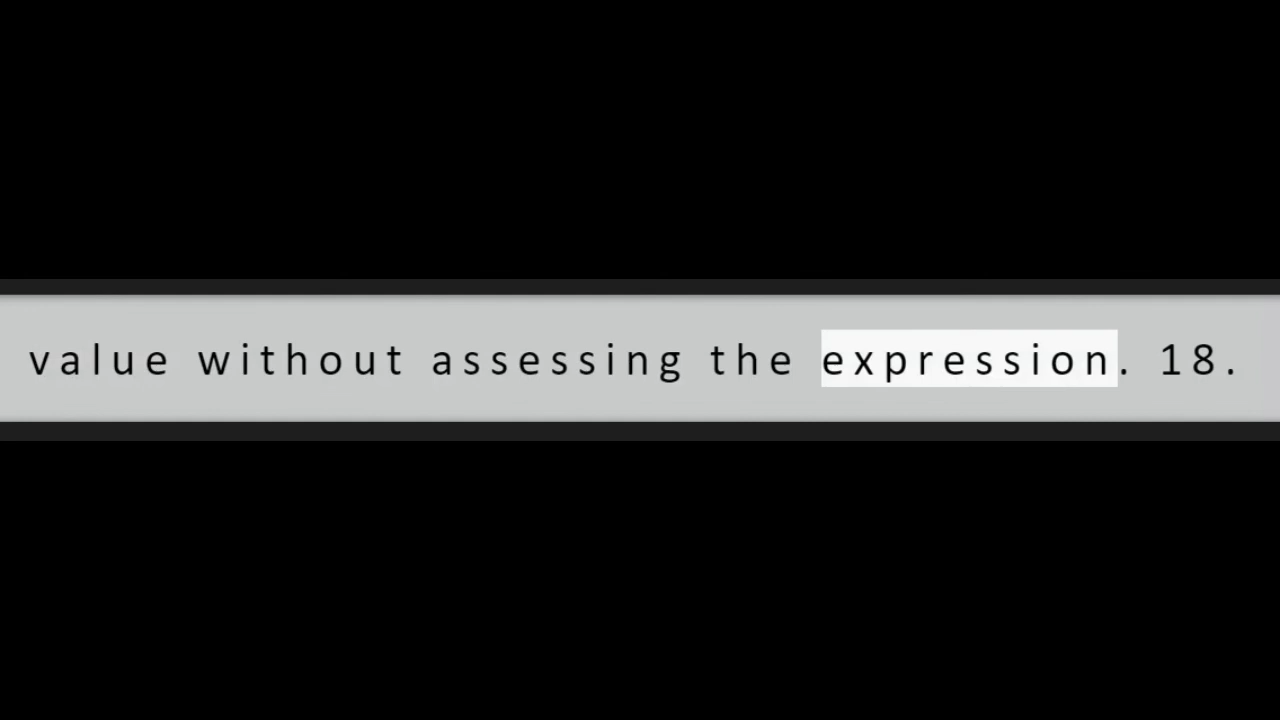 value without assessing the expression. 18.